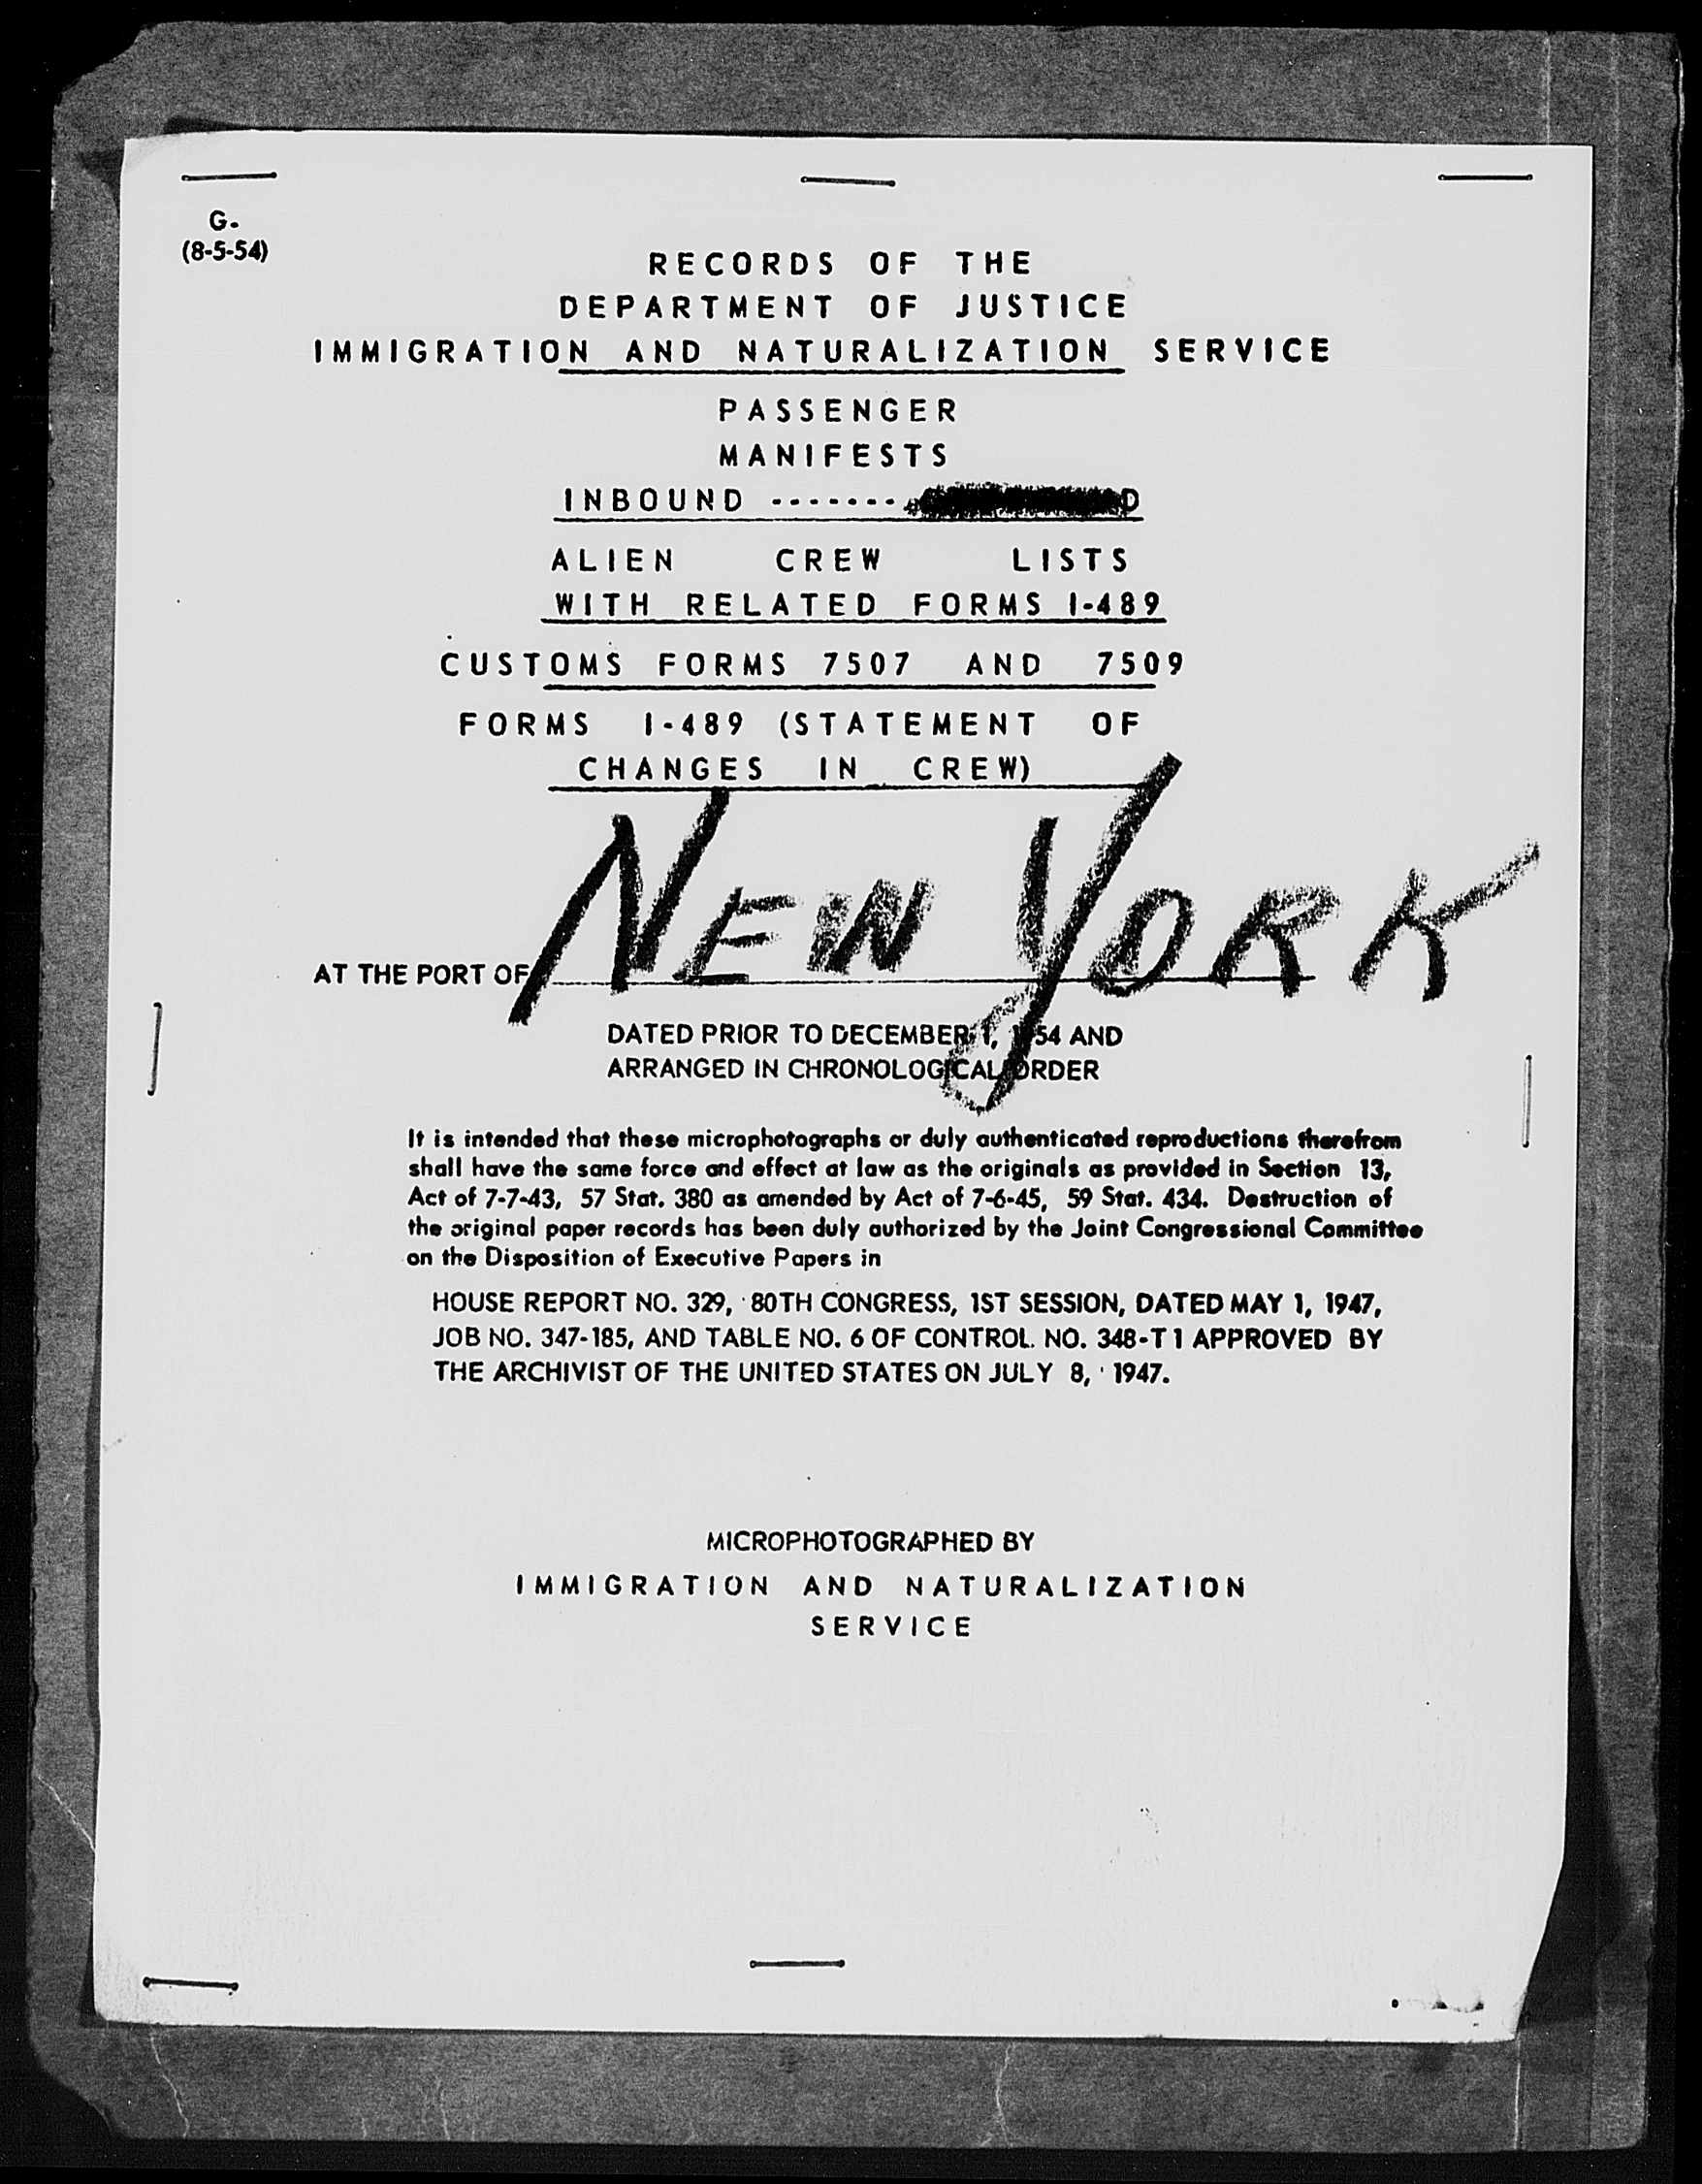 G-
(8-5-54)
RECORDS OF THE
DEPARTMENT OF JUSTICE
IMMIGRATION AND NATURALIZATION SERVICE
PASSENGER
MANIFESTS
INBOUND -------
ALIEN CREW LISTS
WITH RELATED FORMS I-489
CUSTOMS FORMS 7507 AND 7509
FORMS I-489 (STATEMENT OF
CHANGES IN CREW)
AT THE PORT OF NEW YORK
DATED PRIOR TO DECEMBER 1, 1954 AND
ARRANGED IN CHRONOLOGICAL ORDER
It is intended that these microphotographs or duly authenticated reproductions therefrom
shall have the same force and effect at law as the originals as provided in Section 13,
Act of 7-7-43, 57 Stat. 380 as amended by Act of 7-6-45, 59 Stat. 434. Destruction of
the original paper records has been duly authorized by the Joint Congressional Committee
on the Disposition of Executive Papers in
HOUSE REPORT NO. 329, 80TH CONGRESS, 1ST SESSION, DATED MAY 1, 1947,
JOB NO. 347-185, AND TABLE NO. 6 OF CONTROL NO. 348-T1 APPROVED BY
THE ARCHIVIST OF THE UNITED STATES ON JULY 8, 1947.
MICROPHOTOGRAPHED BY
IMMIGRATION AND NATURALIZATION
SERVICE